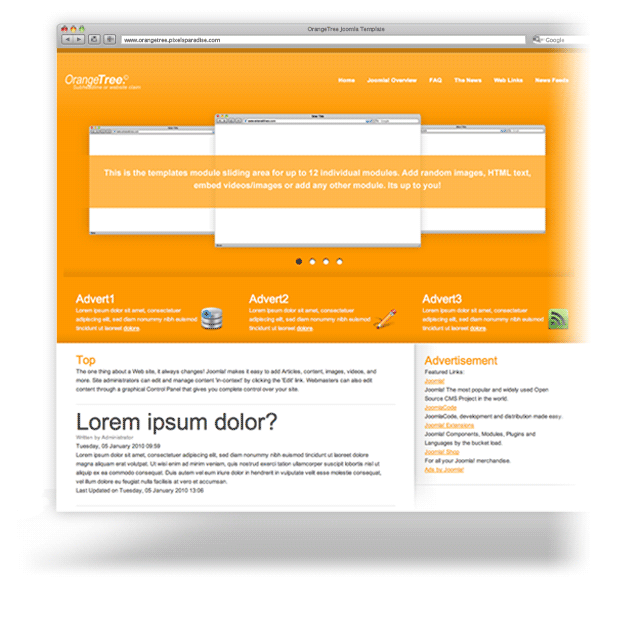 OrangeTree Joomla Template
www.orangetree.pixelsparadise.com
Google
OrangeTree
Home Joomla! Overview FAQ The News Web Links News Feeds
This is the templates module sliding area for up to 12 individual modules. Add random images, HTML text,
embed videos/images or add any other module. Its up to you!
Advert1
Lorem ipsum dolor sit amet, consectetuer
adipiscing elit, sed diam nonummy nibh euismod
tincidunt ut laoreet dolore.
Advert2
Lorem ipsum dolor sit amet, consectetuer
adipiscing elit, sed diam nonummy nibh euismod
tincidunt ut laoreet dolore.
Advert3
Lorem ipsum dolor sit amet, consectetuer
adipiscing elit, sed diam nonummy nibh euismod
tincidunt ut laoreet dolore.
Top
The one thing about a Web site, it always changes! Joomla! makes it easy to add Articles, content, images, videos, and
more. Site administrators can edit and manage content 'in-context' by clicking the 'Edit' link. Webmasters can also edit
content through a graphical Control Panel that gives you complete control over your site.
Lorem ipsum dolor?
Written by Administrator
Tuesday, 05 January 2010 09:59
Lorem ipsum dolor sit amet, consectetuer adipiscing elit, sed diam nonummy nibh euismod tincidunt ut laoreet dolore
magna aliquam erat volutpat. Ut wisi enim ad minim veniam, quis nostrud exerci tation ullamcorper suscipit lobortis nisl ut
aliquip ex ea commodo consequat. Duis autem vel eum iriure dolor in hendrerit in vulputate velit esse molestie consequat,
vel illum dolore eu feugiat nulla facilisis at vero et accumsan.
Last Updated on Tuesday, 05 January 2010 13:06
Advertisement
Featured Links:
Joomla!
Joomla! The most popular and widely used Open
Source CMS Project in the world.
JoomlaCode
JoomlaCode, development and distribution made easy.
Joomla! Extensions
Joomla! Components, Modules, Plugins and
Languages by the bucket load.
Joomla! Shop
For all your Joomla! merchandise.
Ads by Joomla!